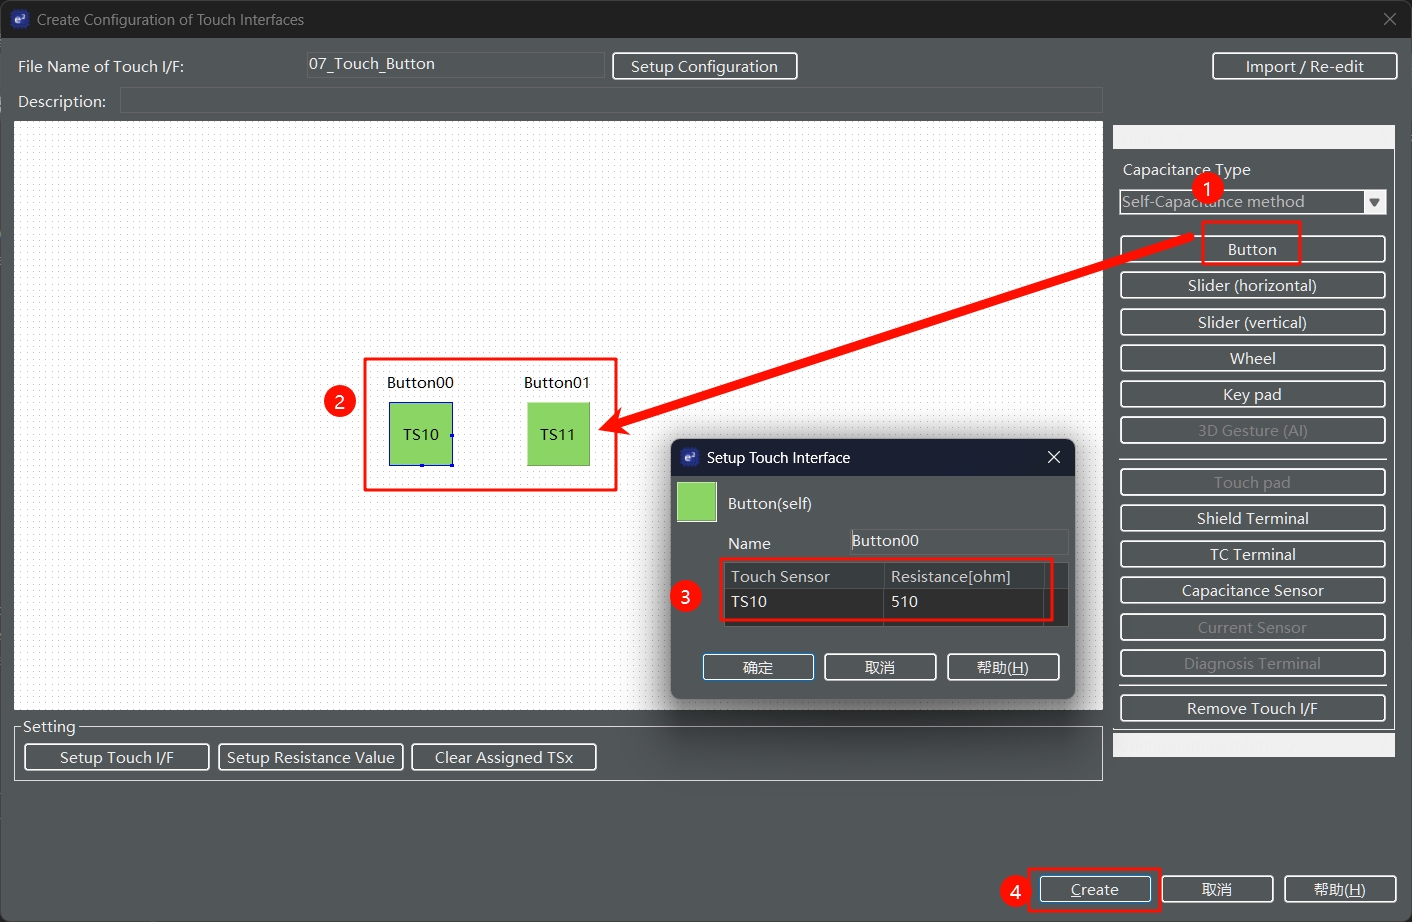 Create Configuration of Touch Interfaces
File Name of Touch I/F:
07_Touch_Button
Setup Configuration
Import / Re-edit
Description:
Capacitance Type
1
Self-Capacitance method
Button
Slider (horizontal)
Slider (vertical)
Wheel
Key pad
3D Gesture (AI)
Touch pad
Shield Terminal
TC Terminal
Capacitance Sensor
Current Sensor
Diagnosis Terminal
Remove Touch I/F
2
Button00
Button01
TS10
TS11
Setup Touch Interface
Button(self)
Name
Button00
3
Touch Sensor
Resistance[ohm]
TS10
510
确定
取消
帮助(H)
Setting
Setup Touch I/F
Setup Resistance Value
Clear Assigned TSx
4
Create
取消
帮助(H)